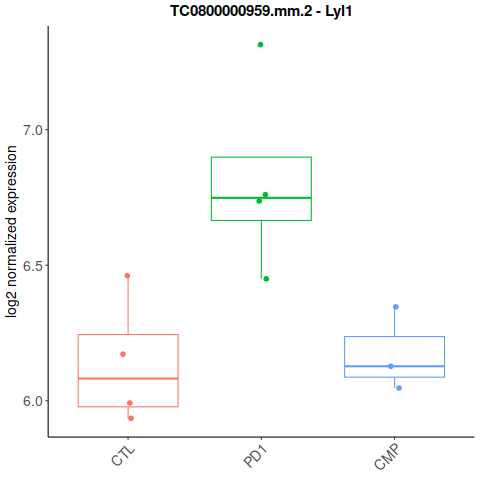 TC0800000959.mm.2 - Lyl1
log2 normalized expression
7.0
6.5
6.0
CTL
PD1
CMP